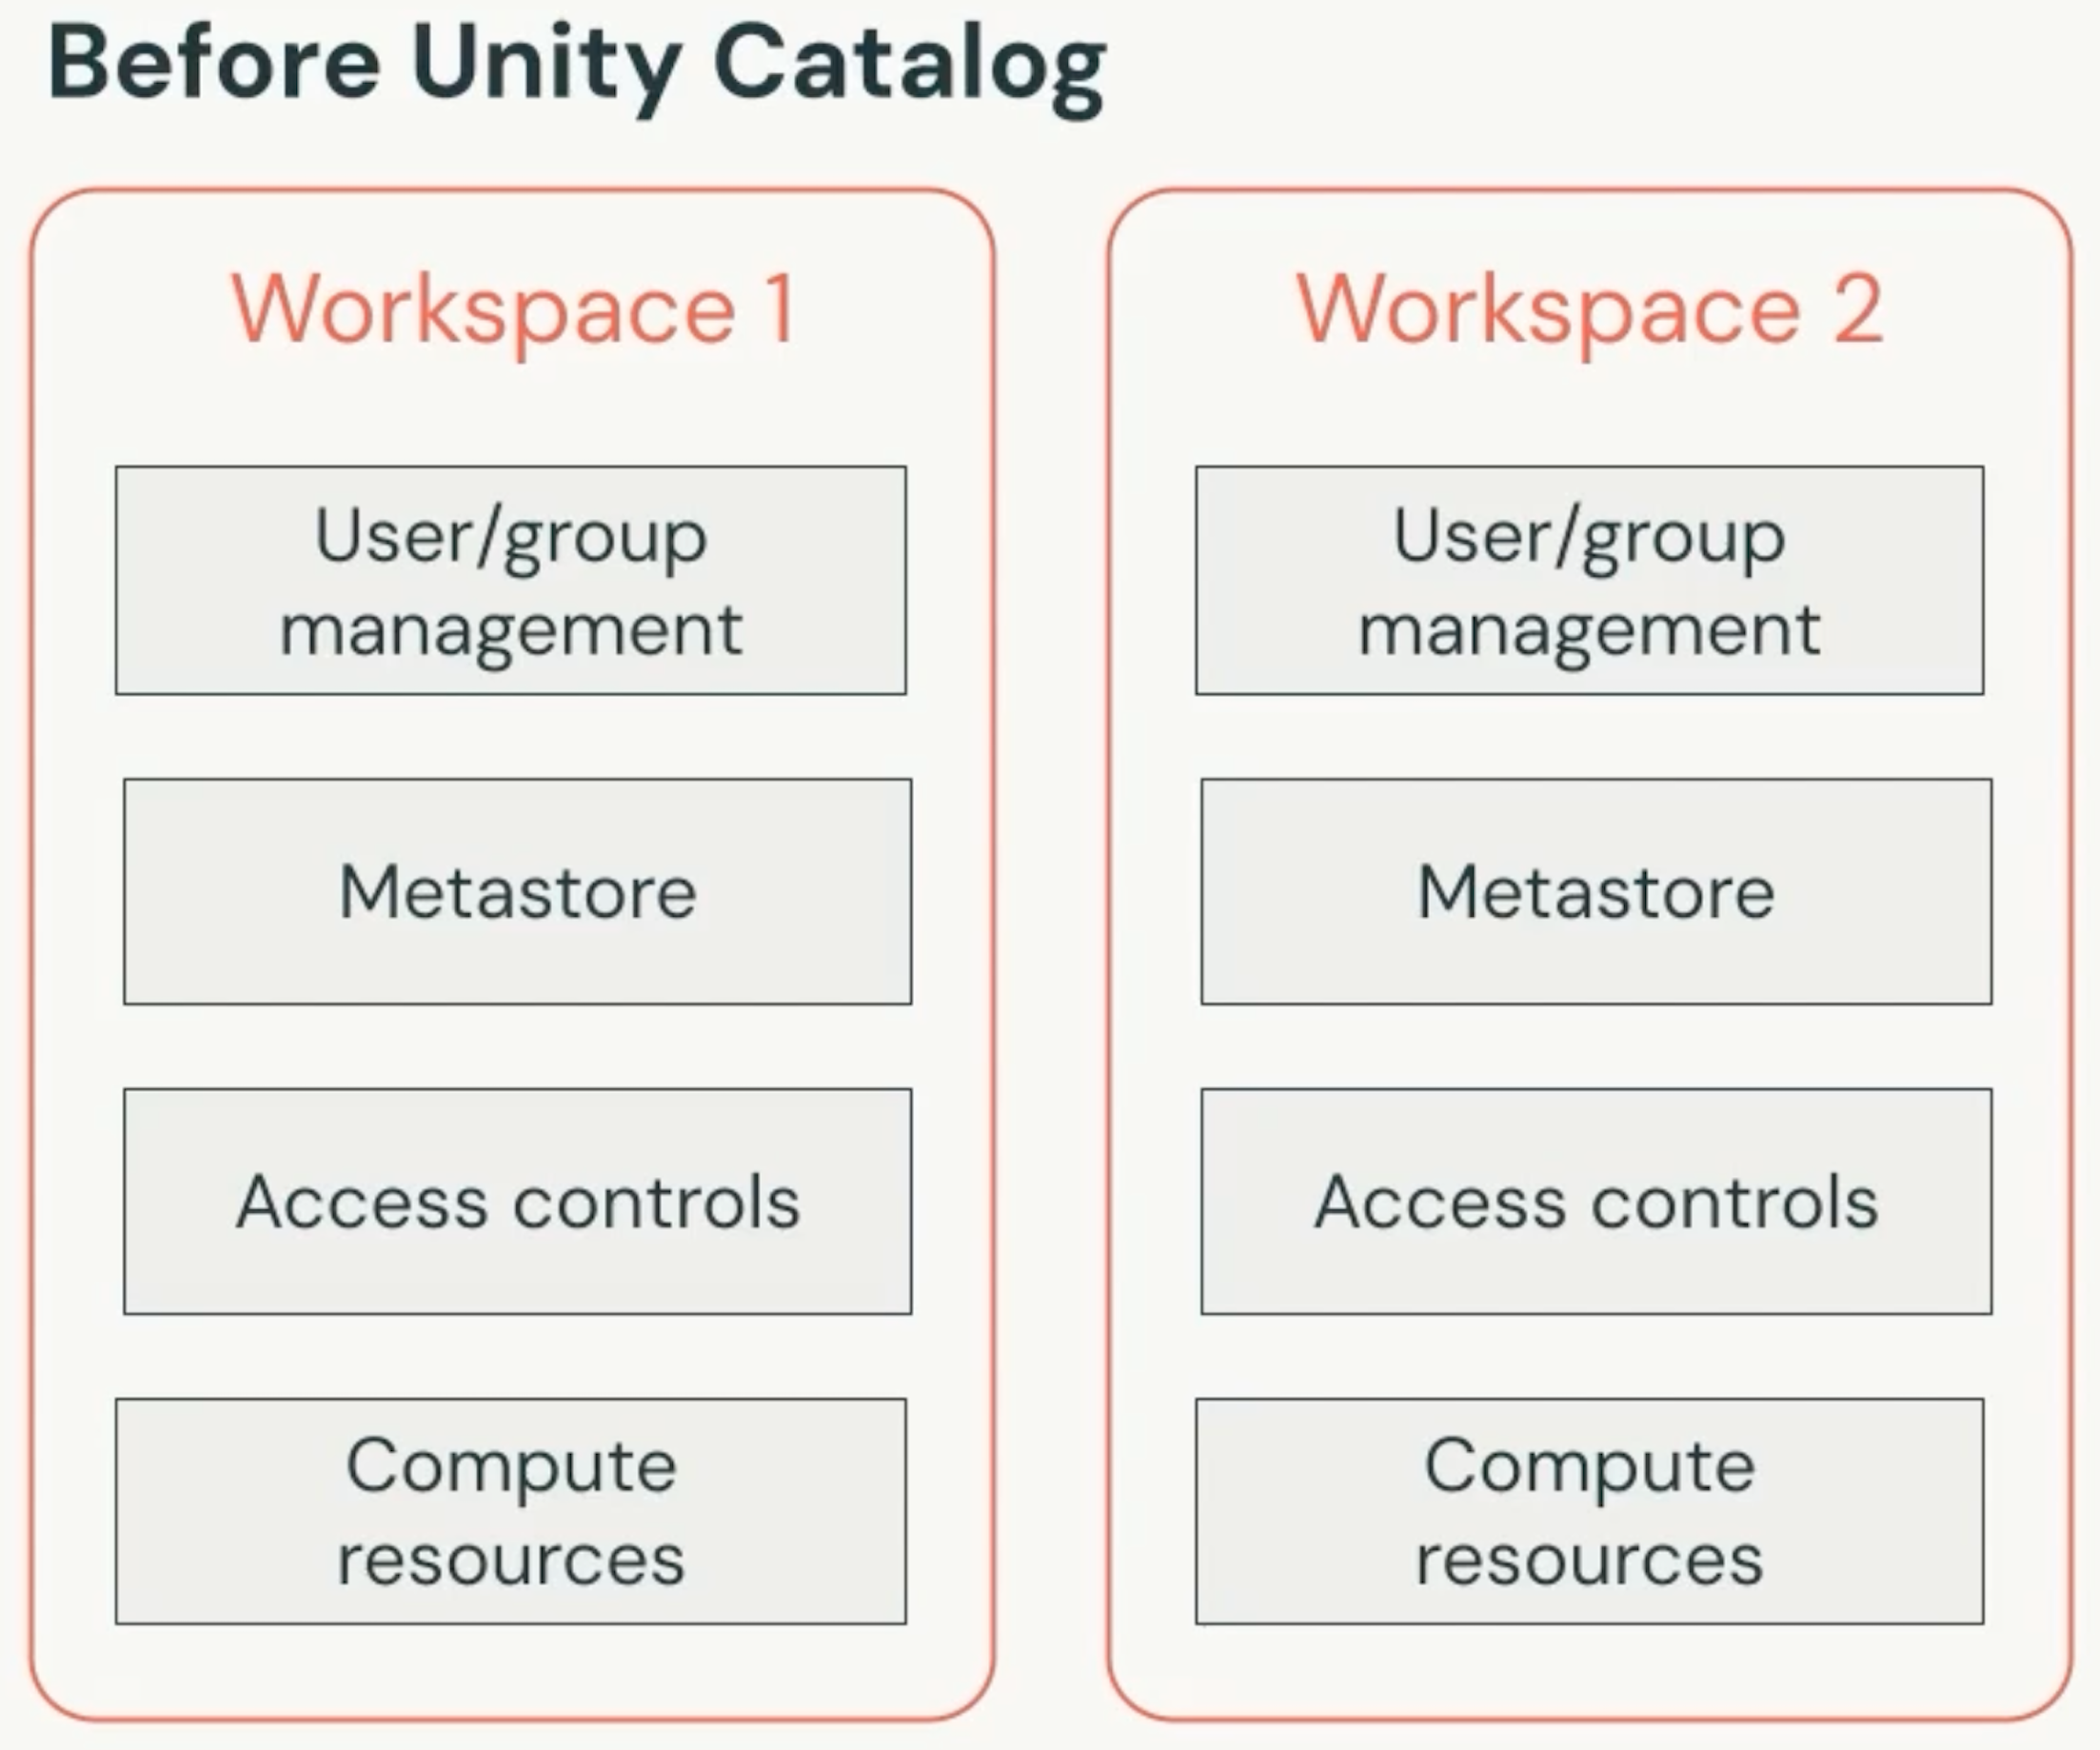 Before Unity Catalog
Workspace 1
User/group
management
Metastore
Access controls
Compute
resources
Workspace 2
User/group
management
Metastore
Access controls
Compute
resources